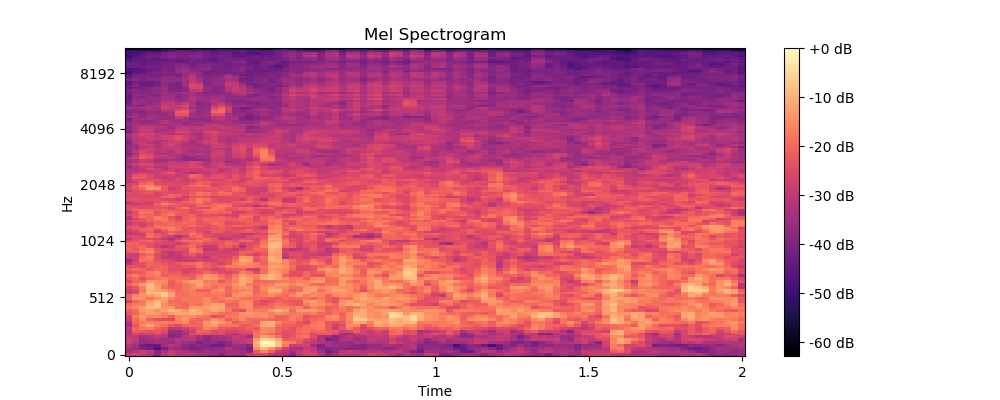 Mel Spectrogram
Hz
8192
4096
2048
1024
512
0
0 0.5 1 1.5 2
Time
+0 dB
-10 dB
-20 dB
-30 dB
-40 dB
-50 dB
-60 dB